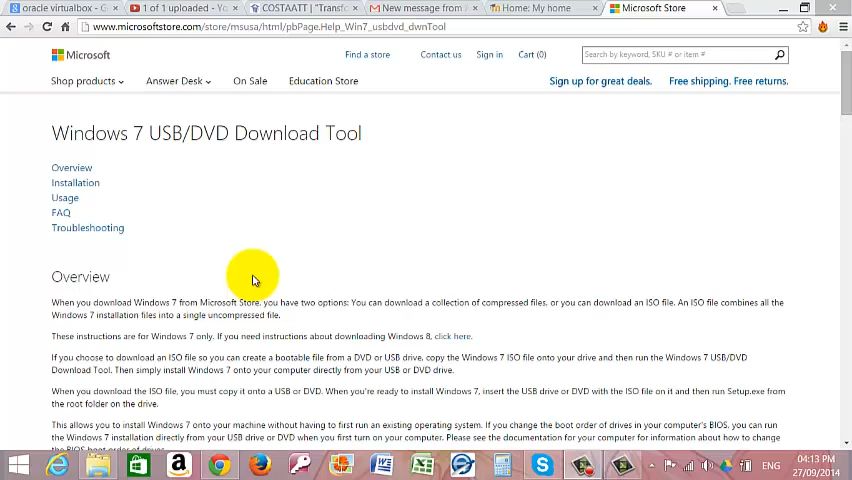 oracle virtualbox - G
1 of 1 uploaded - Yo
COSTAATT | "Transfo
New message from
Home: My home
Microsoft Store
www.microsoftstore.com/store/msusa/html/pbPage.Help_Win7_usbdvd_dwnTool
Microsoft
Find a store
Contact us
Sign in
Cart (0)
Search by keyword, SKU # or item #
Shop products
Answer Desk
On Sale
Education Store
Sign up for great deals.
Free shipping. Free returns.
Windows 7 USB/DVD Download Tool
Overview
Installation
Usage
FAQ
Troubleshooting
Overview
When you download Windows 7 from Microsoft Store, you have two options: You can download a collection of compressed files, or you can download an ISO file. An ISO file combines all the
Windows 7 installation files into a single uncompressed file.
These instructions are for Windows 7 only. If you need instructions about downloading Windows 8, click here.
If you choose to download an ISO file so you can create a bootable file from a DVD or USB drive, copy the Windows 7 ISO file onto your drive and then run the Windows 7 USB/DVD
Download Tool. Then simply install Windows 7 onto your computer directly from your USB or DVD drive.
When you download the ISO file, you must copy it onto a USB or DVD. When you're ready to install Windows 7, insert the USB drive or DVD with the ISO file on it and then run Setup.exe from
the root folder on the drive.
This allows you to install Windows 7 onto your machine without having to first run an existing operating system. If you change the boot order of drives in your computer's BIOS, you can run
the Windows 7 installation directly from your USB drive or DVD when you first turn on your computer. Please see the documentation for your computer for information about how to change
the BIOS boot order of drives.
ENG
04:13 PM
27/09/2014